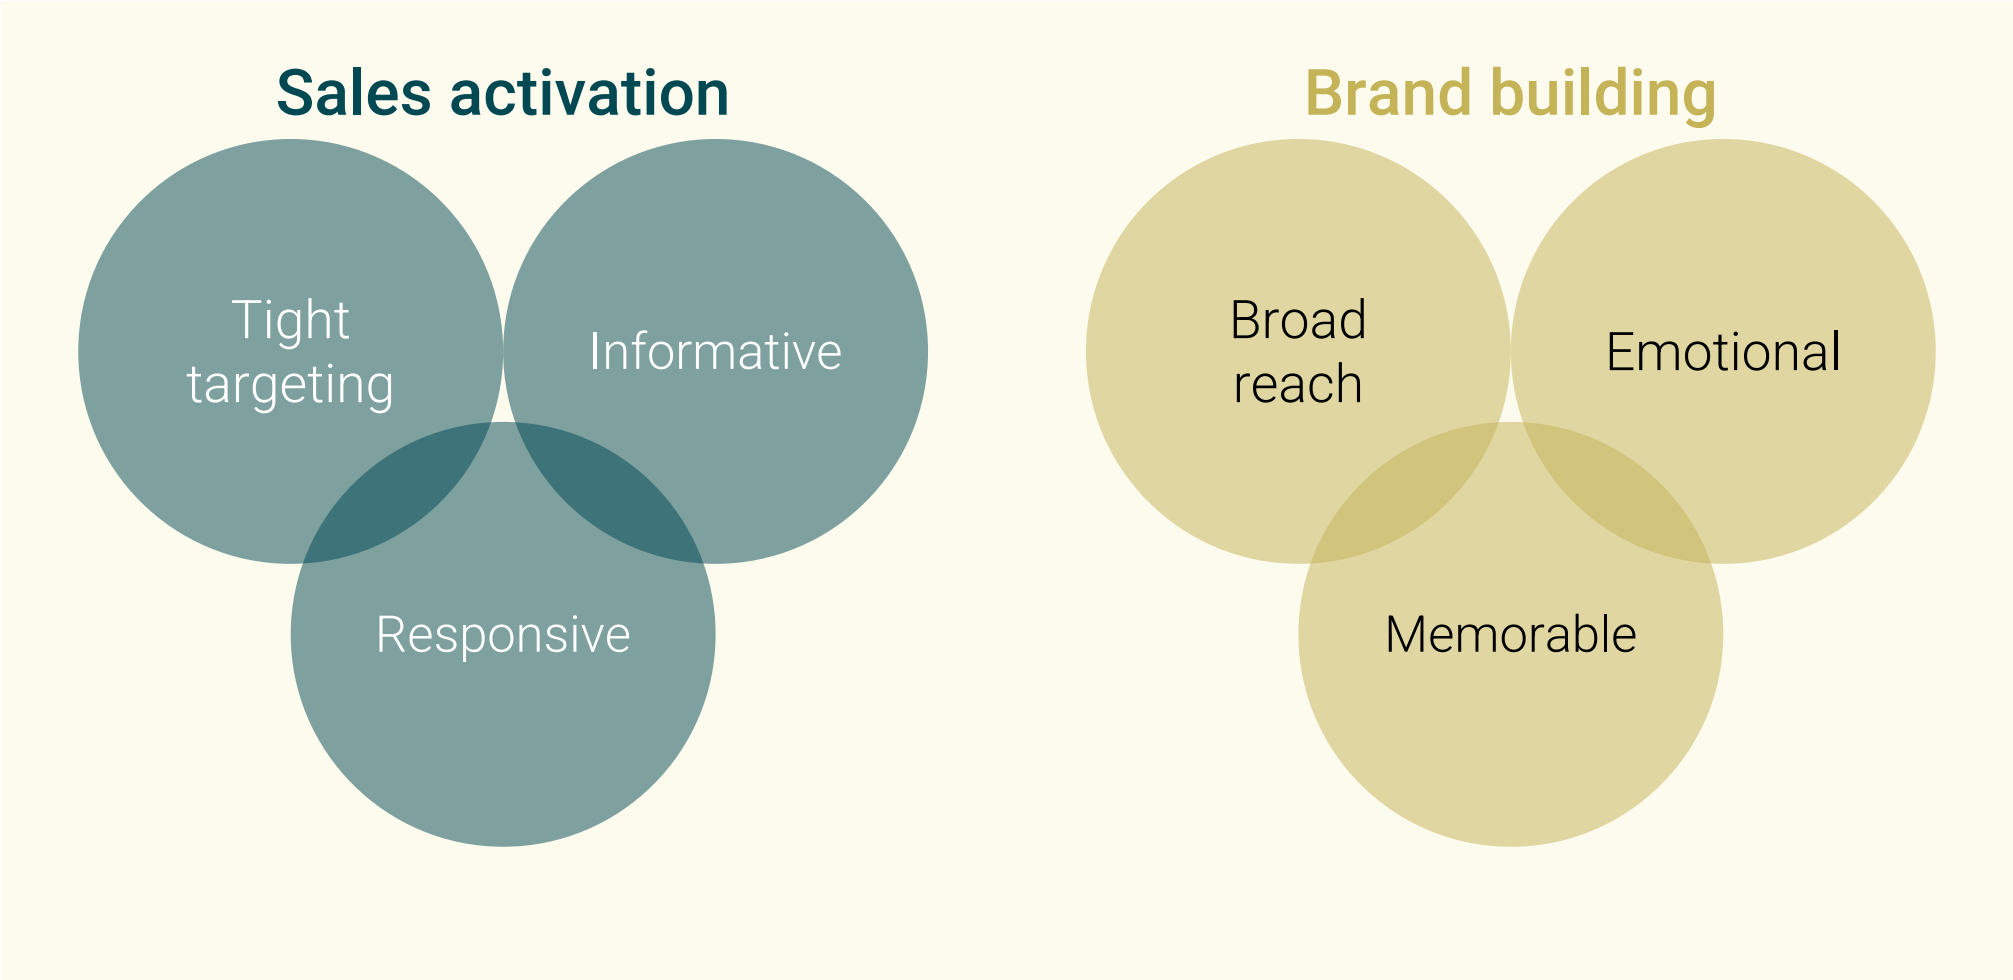 Sales activation
Tight
targeting
Informative
Responsive
Brand building
Broad
reach
Emotional
Memorable